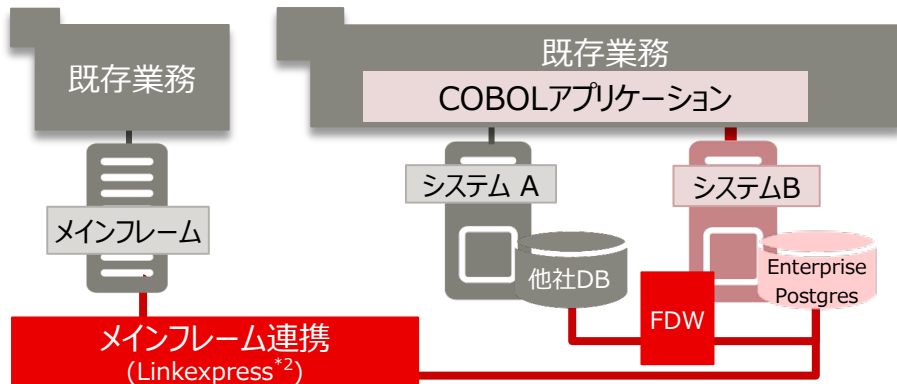 既存業務
既存業務
COBOLアプリケーション
システム A
システムB
メインフレーム
他社DB
Enterprise
Postgres
FDW
メインフレーム連携
(Linkexpress*2)